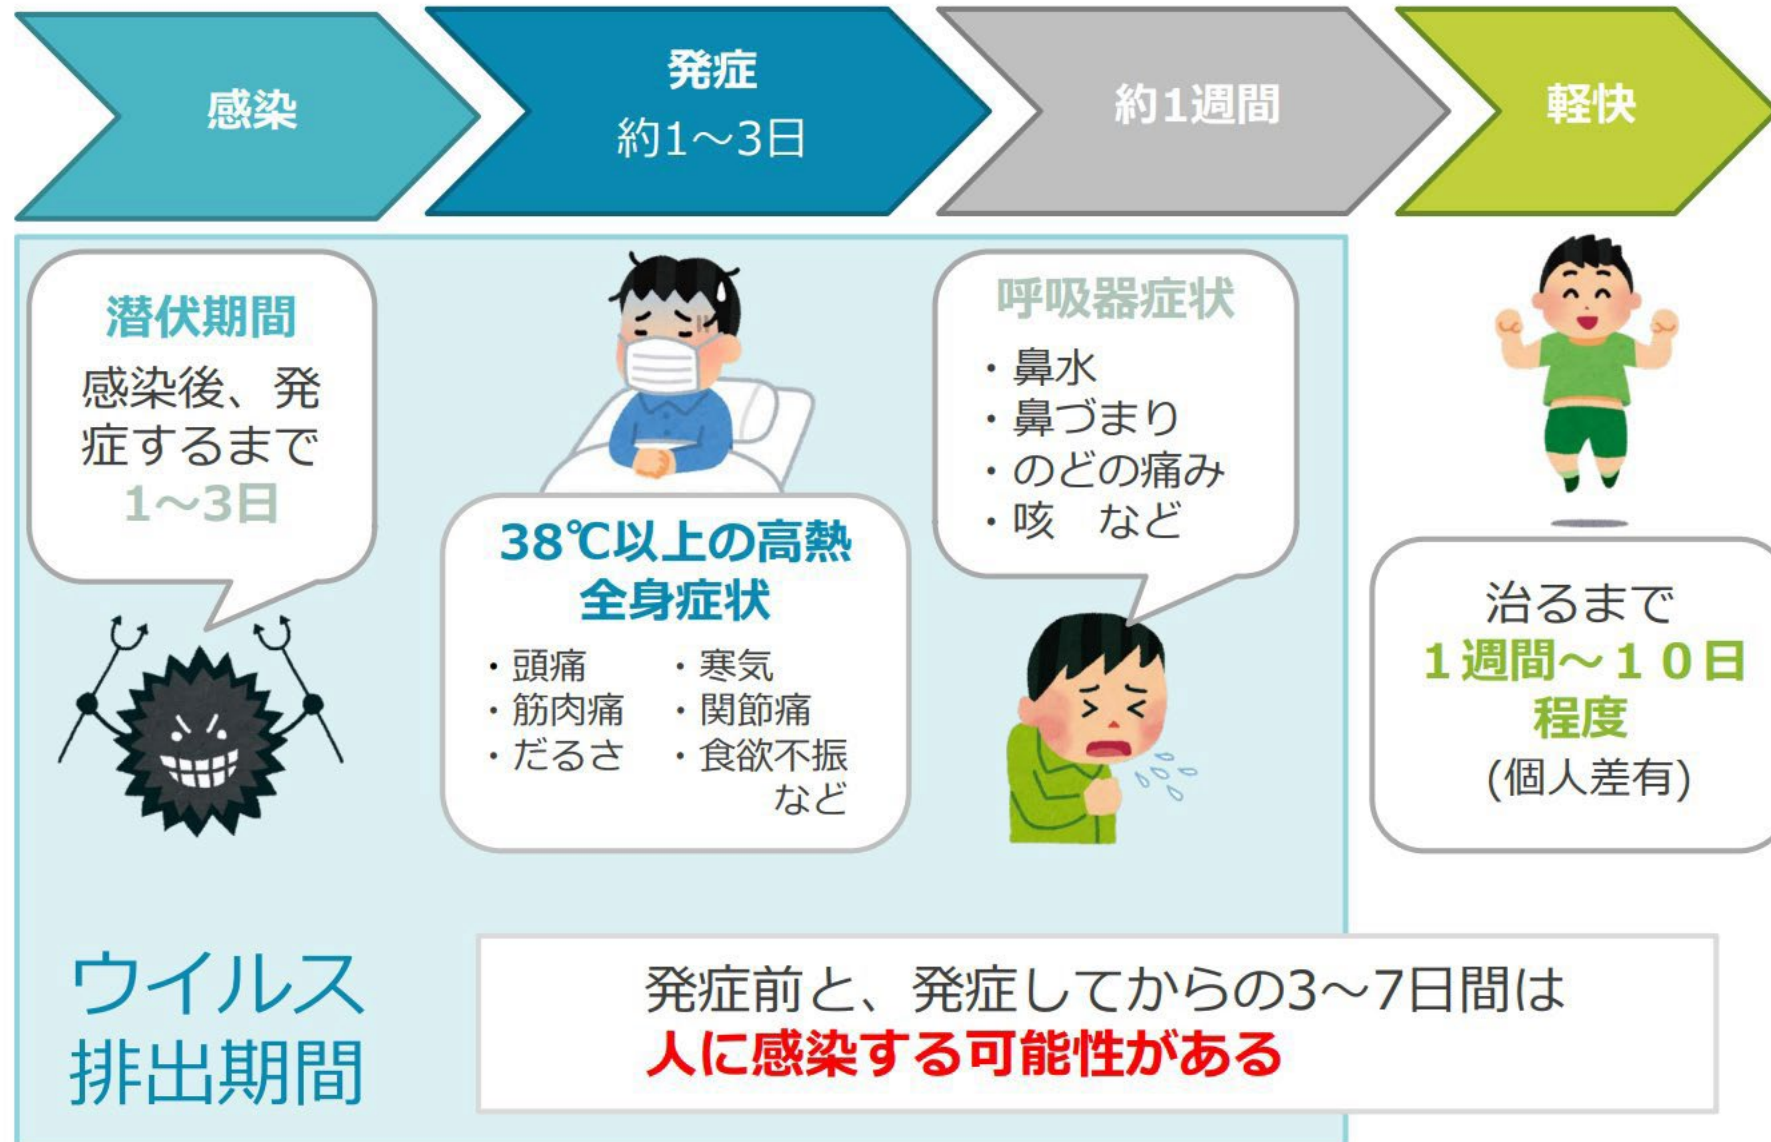 感染
発症
約1～3日
約1週間
軽快
潜伏期間
感染後、発
症するまで
1～3日
38℃以上の高熱
全身症状
・頭痛　・寒気
・筋肉痛　・関節痛
・だるさ　・食欲不振
など
呼吸器症状
・鼻水
・鼻づまり
・のどの痛み
・咳　など
治るまで
１週間～１０日
程度
(個人差有)
ウイルス
排出期間
発症前と、発症してからの3～7日間は
人に感染する可能性がある